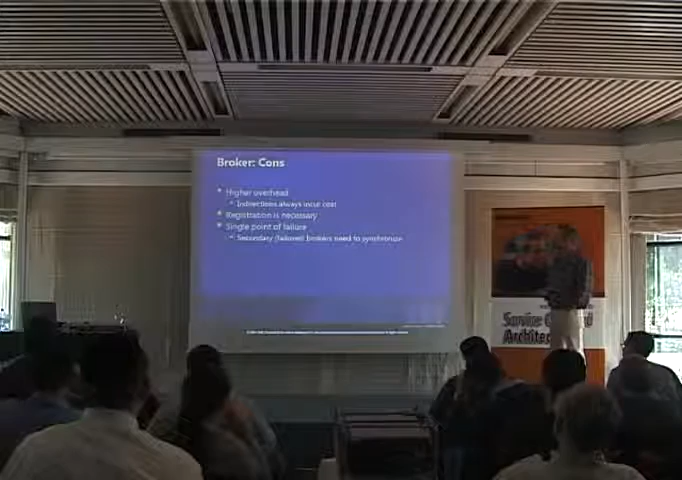 Broker: Cons
Higher overhead
Indirections always incur cost
Registration is necessary
Single point of failure
Secondary (failover) brokers need to synchronize
Service
Archite